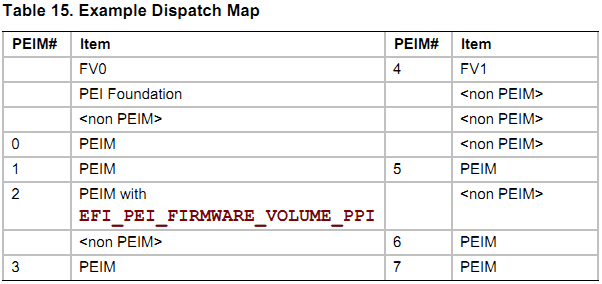 Table 15. Example Dispatch Map
PEIM# Item PEIM# Item
FV0 4 FV1
PEI Foundation <non PEIM>
<non PEIM> <non PEIM>
0 PEIM <non PEIM>
1 PEIM 5 PEIM
2 PEIM with <non PEIM>
EFI_PEI_FIRMWARE_VOLUME_PPI
<non PEIM> 6 PEIM
3 PEIM 7 PEIM